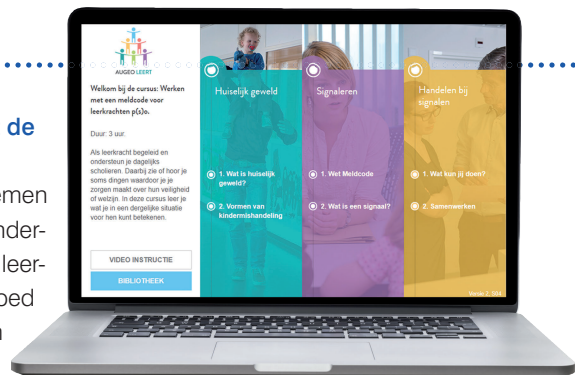 de
emen
nder-
leer-
oed
n
AUGEO LEERT
Welkom bij de cursus: Werken
met een meldcode voor
leerkrachten p(s)o.
Duur: 3 uur.
Als leerkracht begeleid en
ondersteun je dagelijks
scholieren. Daarbij zie of hoor je
soms dingen waardoor je je
zorgen maakt over hun veiligheid
of welzijn. In deze cursus leer je
wat je in een dergelijke situatie
voor hen kunt betekenen.
VIDEO INSTRUCTIE
BIBLIOTHEEK
Huiselijk geweld
1. Wat is huiselijk
geweld?
2. Vormen van
kindermishandeling
Signaleren
1. Wet Meldcode
2. Wat is een signaal?
Handelen bij
signalen
1. Wat kun jij doen?
2. Samenwerken